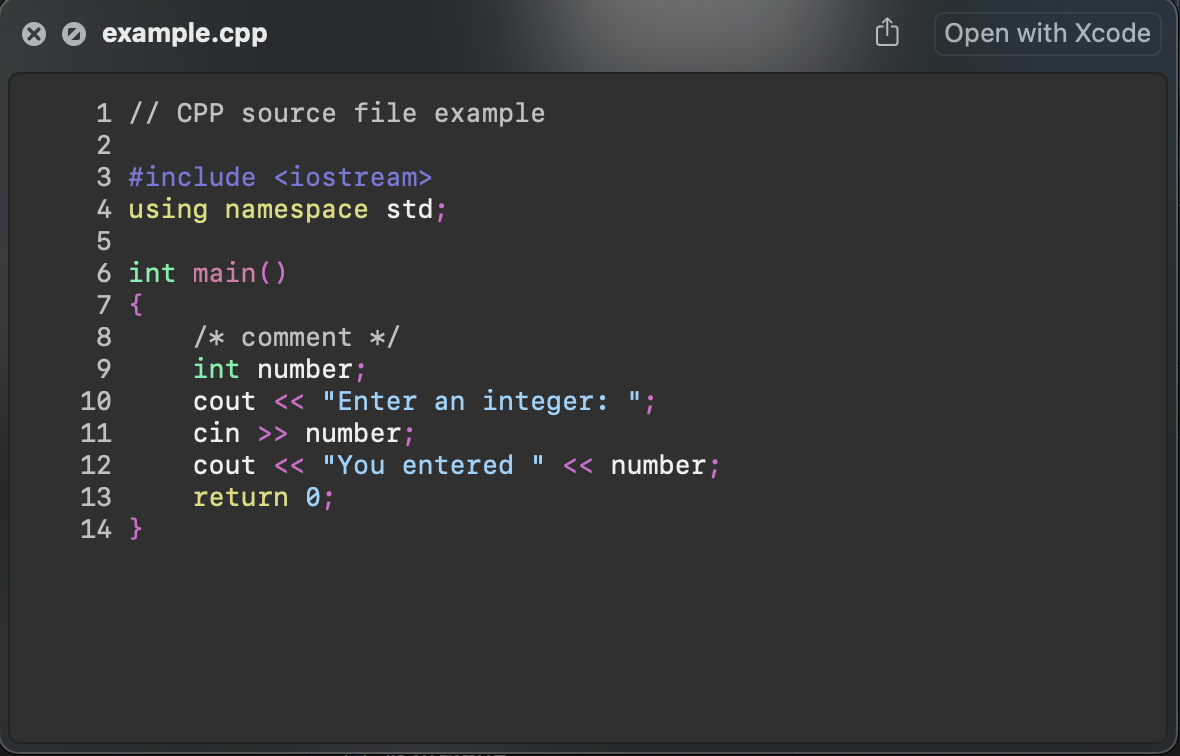 example.cpp
Open with Xcode
1 // CPP source file example
2
3 #include <iostream>
4 using namespace std;
5
6 int main()
7 {
8     /* comment */
9     int number;
10     cout << "Enter an integer: ";
11     cin >> number;
12     cout << "You entered " << number;
13     return 0;
14 }